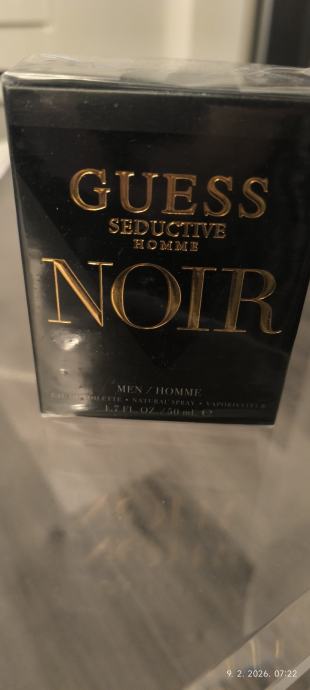 GUESS
SEDUCTIVE
HOMME
NOIR
MEN / HOMME
EAU DE TOILETTE • NATURAL SPRAY • VAPORISATEUR
1.7 FL. OZ. / 50 mL ℮
9. 2. 2026. 07:22